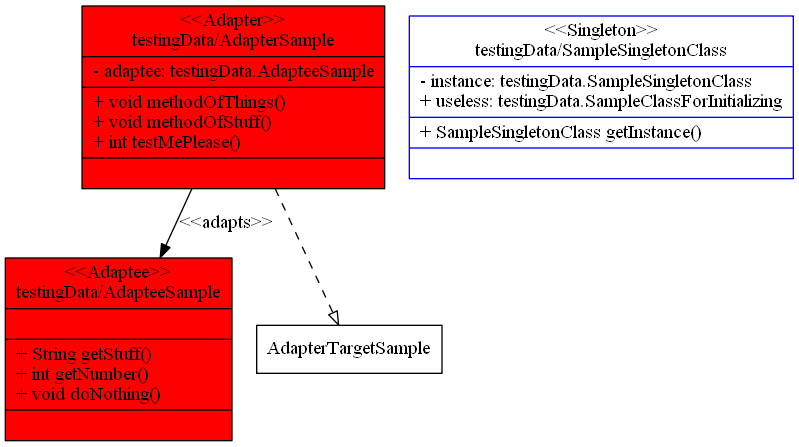 <<Adapter>>
testingData/AdapterSample
- adaptee: testingData.AdapteeSample
+ void methodOfThings()
+ void methodOfStuff()
+ int testMePlease()
<<Singleton>>
testingData/SampleSingletonClass
- instance: testingData.SampleSingletonClass
+ useless: testingData.SampleClassForInitializing
+ SampleSingletonClass getInstance()
<<adapts>>
<<Adaptee>>
testingData/AdapteeSample
+ String getStuff()
+ int getNumber()
+ void doNothing()
AdapterTargetSample